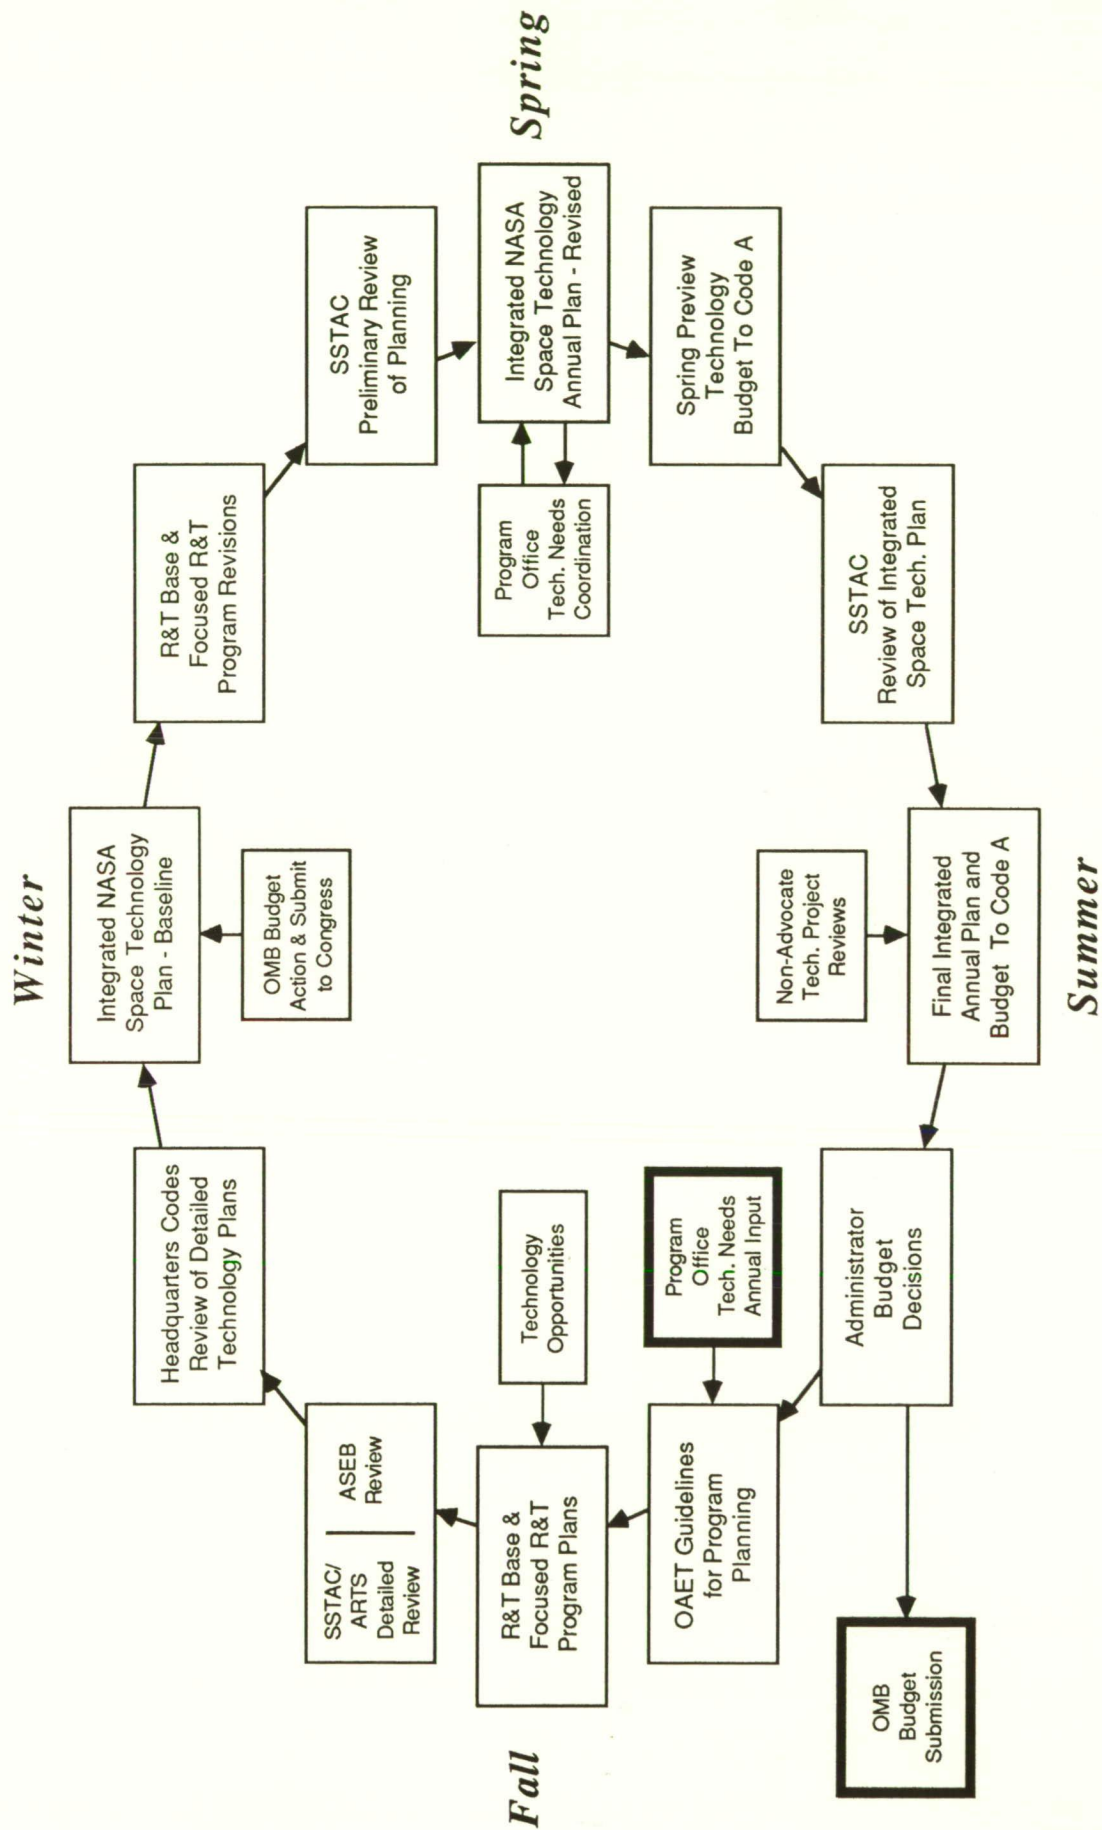 Winter
Integrated NASA
Space Technology
Plan - Baseline
OMB Budget
Action & Submit
to Congress
R&T Base &
Focused R&T
Program Revisions
SSTAC
Preliminary Review
of Planning
Spring
Integrated NASA
Space Technology
Annual Plan - Revised
Program
Office
Tech. Needs
Coordination
Spring Preview
Technology
Budget To Code A
SSTAC
Review of Integrated
Space Tech. Plan
Summer
Final Integrated
Annual Plan and
Budget To Code A
Non-Advocate
Tech. Project
Reviews
Administrator
Budget
Decisions
OMB
Budget
Submission
OAET Guidelines
for Program
Planning
Program
Office
Tech. Needs
Annual Input
Fall
R&T Base &
Focused R&T
Program Plans
Technology
Opportunities
SSTAC/
ARTS
Detailed
Review
ASEB
Review
Headquarters Codes
Review of Detailed
Technology Plans